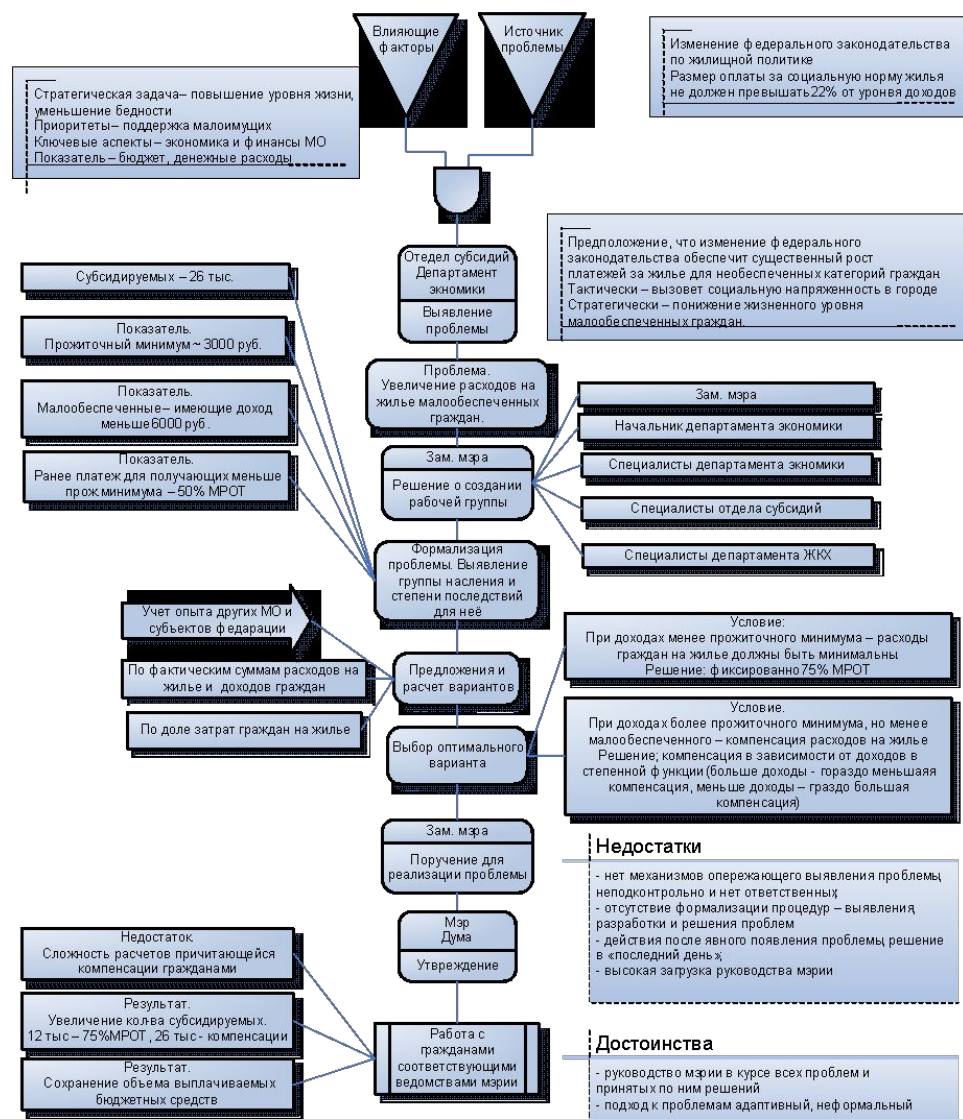 Влияющие
факторы
Источник
проблемы
Изменение федерального законодательства
по жилищной политике
Размер оплаты за социальную норму жилья
не должен превышать 22% от уронвя доходов
Стратегическая задача – повышение уровня жизни,
уменьшение бедности
Приоритеты – поддержка малоимущих
Ключевые аспекты – экономика и финансы МО
Показатель – бюджет, денежные расходы
Отедел субсидий
Департамент
экномики
Выявление
проблемы
Предположение, что изменение федерального
законодательства обеспечит существенный рост
платежей за жилье для необеспеченных категорий граждан.
Тактически – вызовет социальную напряженность в городе
Стратегически – понижение жизненного уровня
малообеспеченных граждан.
Субсидируемых – 26 тыс.
Показатель.
Прожиточный минимум ~ 3000 руб.
Показатель.
Малообеспеченные – имеющие доход
меньше 6000 руб.
Показатель.
Ранее платеж для получающих меньше
прож.минимума – 50% МРОТ
Проблема.
Увеличение расходов на
жилье малообеспеченных
граждан.
Зам. мэра
Решение о создании
рабочей группы
Зам. мэра
Начальник департамента экономики
Специалисты департамента экномики
Специалисты отдела субсидий
Специалисты департамента ЖКХ
Формализация
проблемы. Выявление
группы насления и
степени последствий
для неё
Учет опыта других МО и
субъектов федарации
По фактическим суммам расходов на
жилье и доходов граждан
По доле затрат граждан на жилье
Предложения и
расчет вариантов
Выбор оптимального
варианта
Условие:
При доходах менее прожиточного минимума – расходы
граждан на жилье должны быть минимальны.
Решение: фиксированно 75% МРОТ
Условие.
При доходах более прожиточного минимума, но менее
малообеспеченного – компенсация расходов на жилье
Решение; компенсация в зависимости от доходов в
степенной функции (больше доходы - гораздо меньшаяя
компенсация, меньше доходы – граздо большая
компенсация)
Зам. мэра
Поручение для
реализации проблемы
Мэр
Дума
Утвреждение
Работа с
гражданами
соответствующими
ведомствами мэрии
Недостаток.
Сложность расчетов причитающейся
компенсации гражданами
Результат.
Увеличение кол-ва субсидируемых.
12 тыс – 75%МРОТ , 26 тыс - компенсации
Результат.
Сохранение объема выплачиваемых
бюджетных средств
Недостатки
- нет механизмов опережающего выявления проблемы,
неподконтрольно и нет ответственных;
- отсутствие формализации процедур – выявления,
разработки и решения проблем
- действия после явного появления проблемы, решение
в «последний день»;
- высокая загрузка руководства мэрии
Достоинства
- руководство мэрии в курсе всех проблем и
принятых по ним решений
- подход к проблемам адаптивный, неформальный